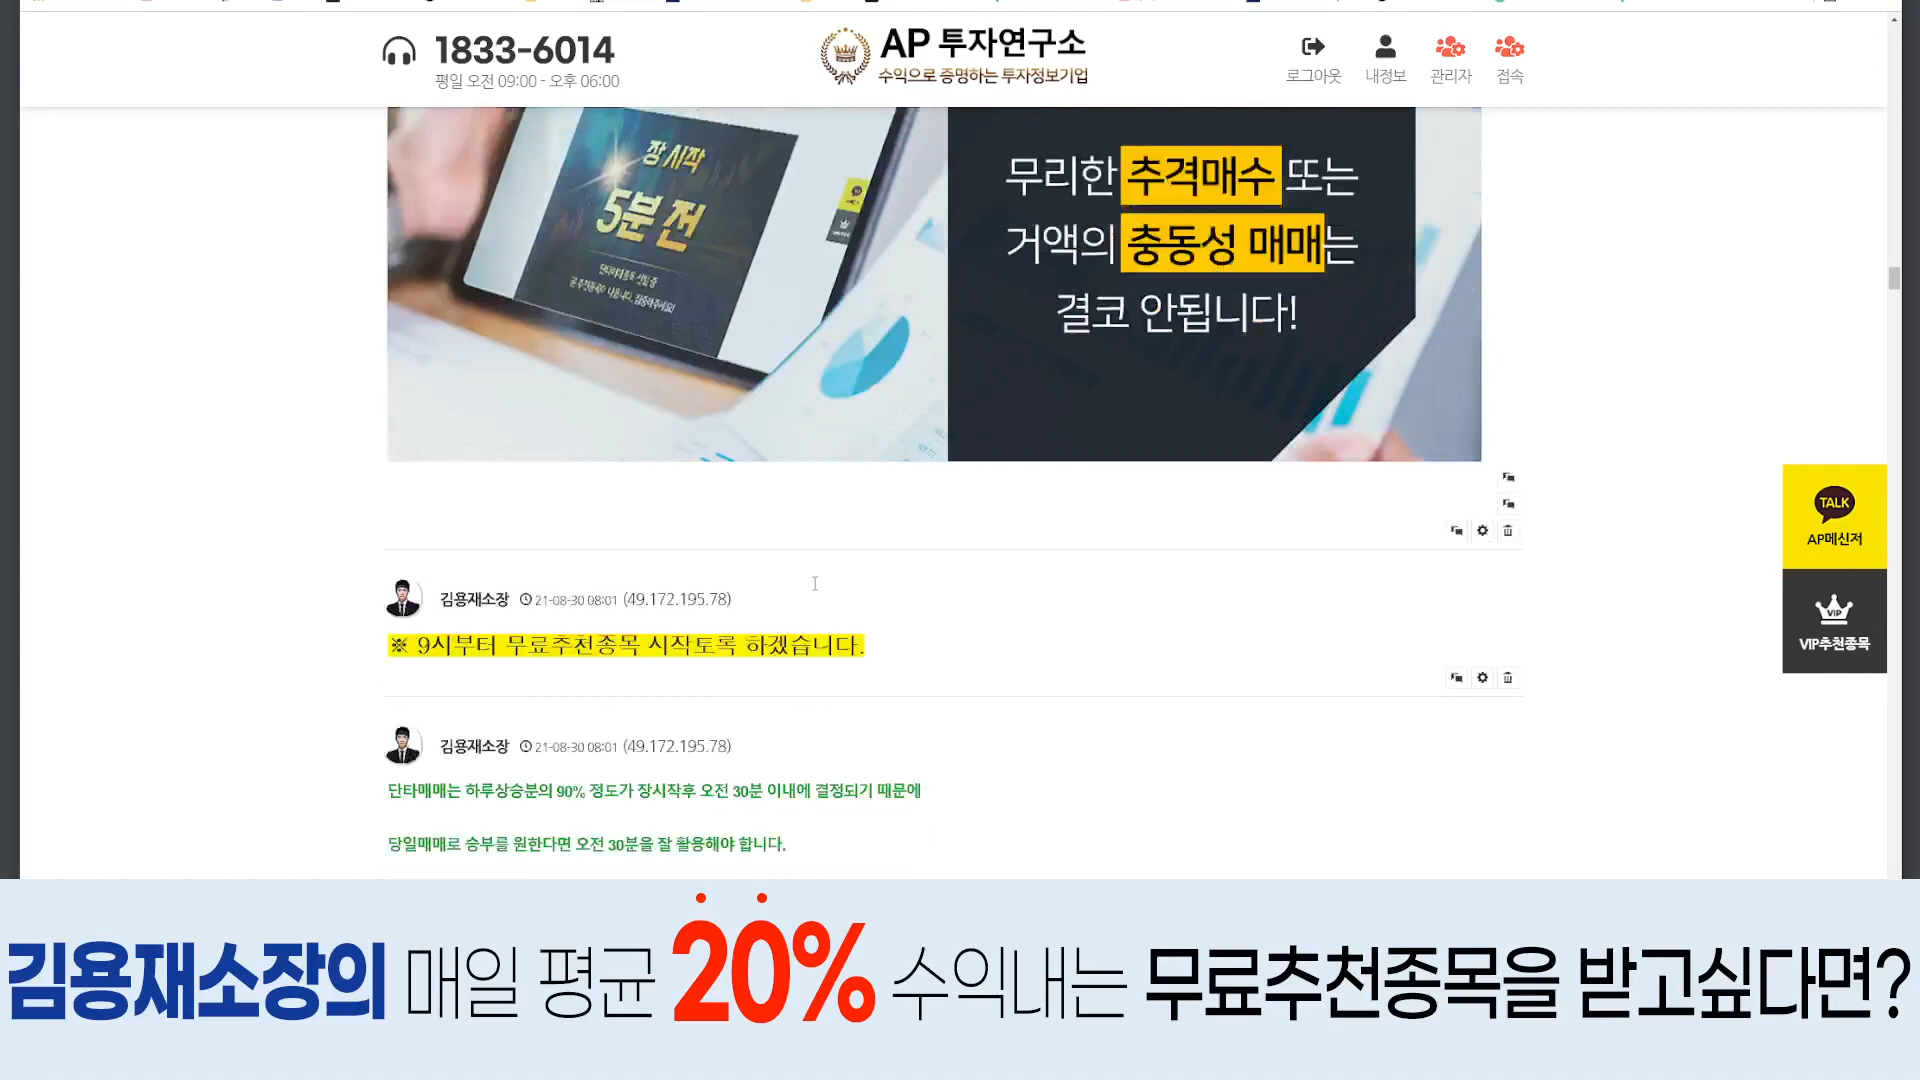 1833-6014
평일 오전 09:00 - 오후 06:00
AP 투자연구소
수익으로 증명하는 투자정보기업
로그아웃
내정보
관리자
접속
장 시작
5분 전
무리한 추격매수 또는
거액의 충동성 매매는
결코 안됩니다!
TALK
AP메신저
VIP
VIP추천종목
김용재소장 21-08-30 08:01 (49.172.195.78)
※ 9시부터 무료추천종목 시작토록 하겠습니다.
김용재소장 21-08-30 08:01 (49.172.195.78)
단타매매는 하루상승분의 90% 정도가 장시작후 오전 30분 이내에 결정되기 때문에
당일매매로 승부를 원한다면 오전 30분을 잘 활용해야 합니다.
김용재소장의 매일 평균 20% 수익내는 무료추천종목을 받고싶다면?